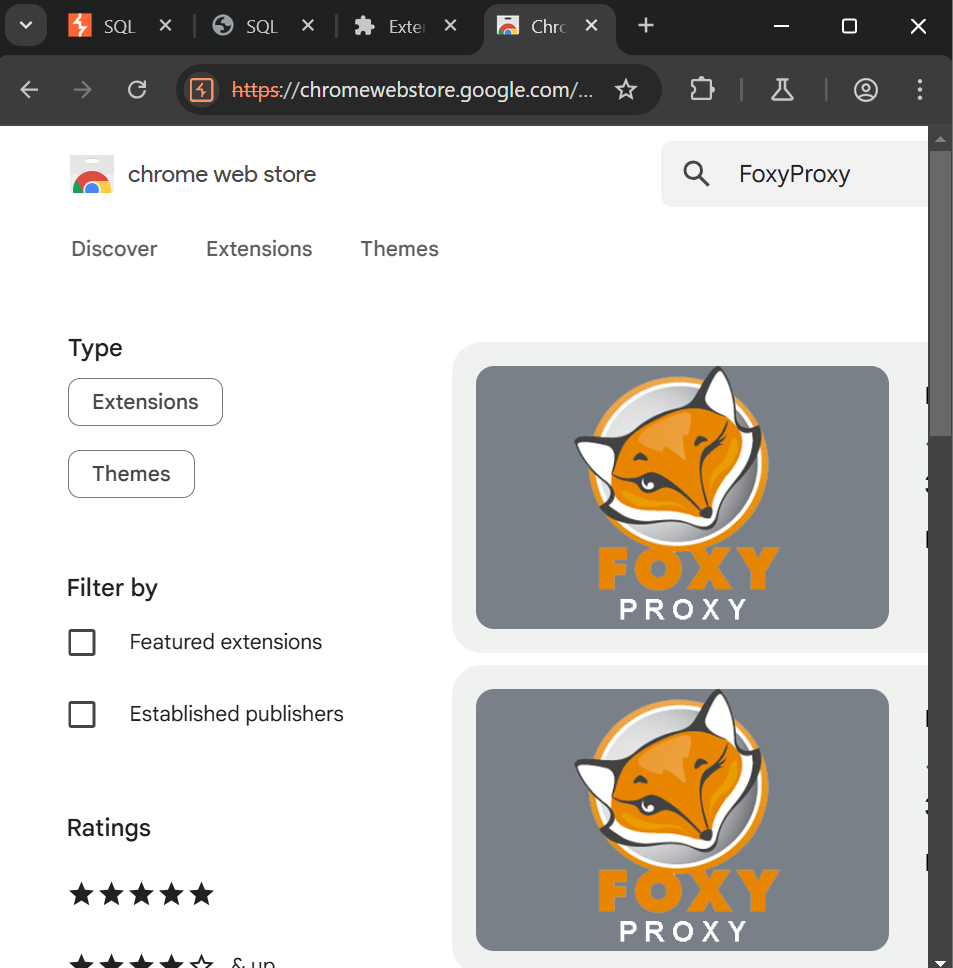 SQL
SQL
Exte
Chro
https://chromewebstore.google.com/...
chrome web store
FoxyProxy
Discover
Extensions
Themes
Type
Extensions
Themes
Filter by
Featured extensions
Established publishers
Ratings
& up
FOXY
PROXY
FOXY
PROXY